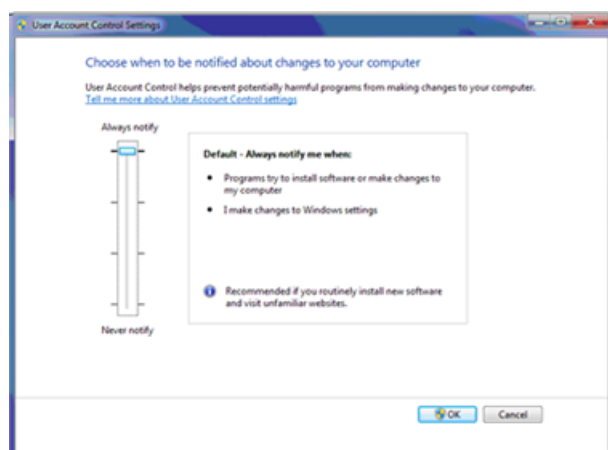 User Account Control Settings
Choose when to be notified about changes to your computer
User Account Control helps prevent potentially harmful programs from making changes to your computer.
Tell me more about User Account Control settings
Always notify
Default - Always notify me when:
• Programs try to install software or make changes to
my computer
• I make changes to Windows settings
Recommended if you routinely install new software
and visit unfamiliar websites.
Never notify
OK Cancel